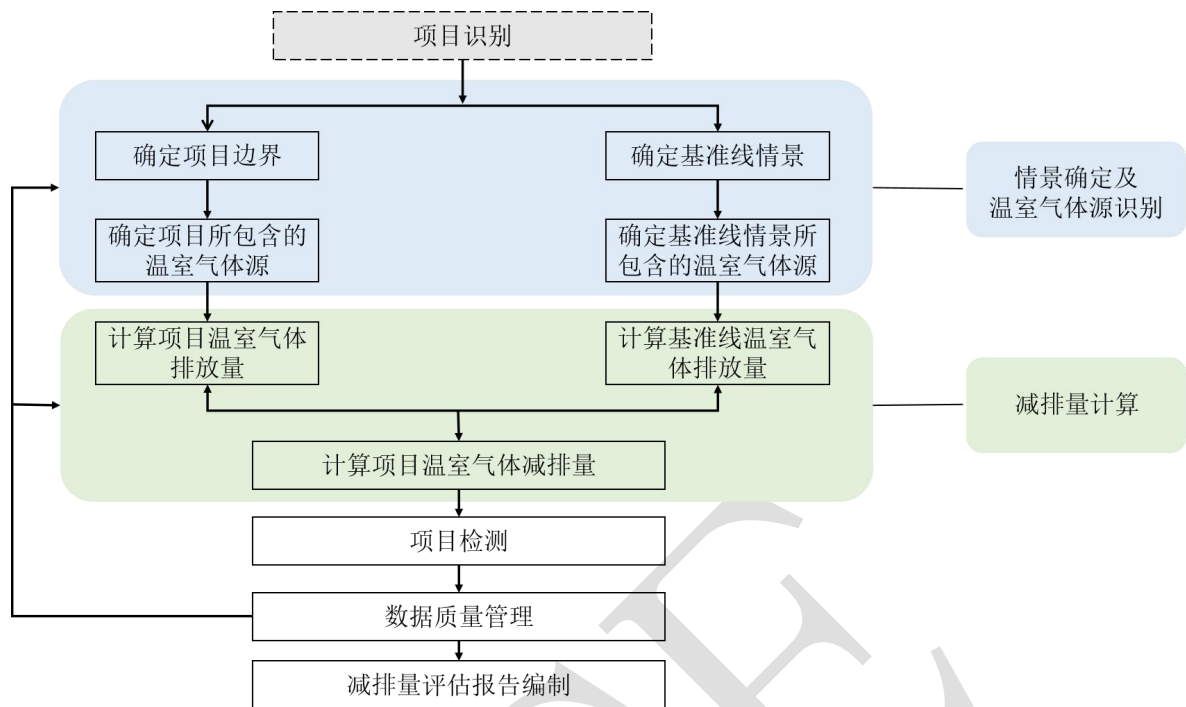 项目识别
确定项目边界
确定基准线情景
情景确定及
温室气体源识别
确定项目所包含的
温室气体源
确定基准线情景所
包含的温室气体源
计算项目温室气体
排放量
计算基准线温室气
体排放量
减排量计算
计算项目温室气体减排量
项目检测
数据质量管理
减排量评估报告编制